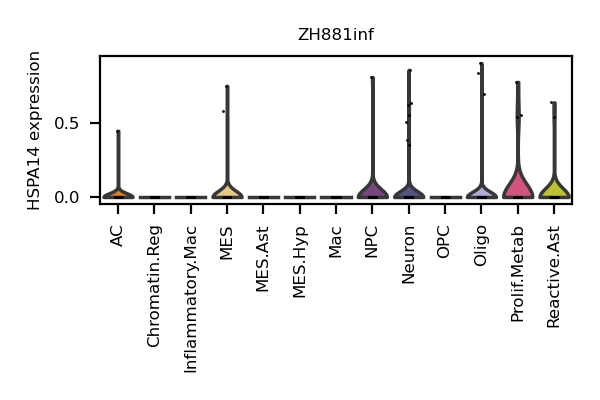 ZH881inf
HSPA14 expression
0.5
0.0
AC
Chromatin.Reg
Inflammatory.Mac
MES
MES.Ast
MES.Hyp
Mac
NPC
Neuron
OPC
Oligo
Prolif.Metab
Reactive.Ast